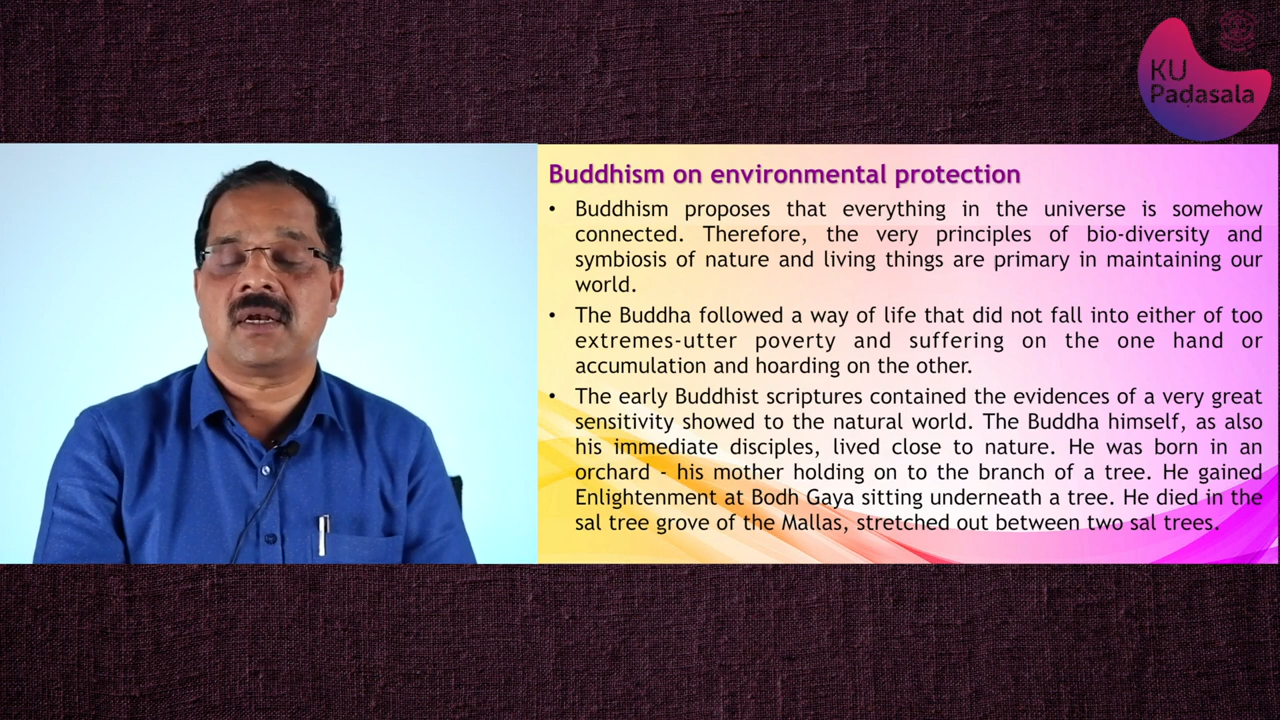 KU
Padasala
Buddhism on environmental protection
• Buddhism proposes that everything in the universe is somehow
connected. Therefore, the very principles of bio-diversity and
symbiosis of nature and living things are primary in maintaining our
world.
• The Buddha followed a way of life that did not fall into either of too
extremes-utter poverty and suffering on the one hand or
accumulation and hoarding on the other.
• The early Buddhist scriptures contained the evidences of a very great
sensitivity showed to the natural world. The Buddha himself, as also
his immediate disciples, lived close to nature. He was born in an
orchard - his mother holding on to the branch of a tree. He gained
Enlightenment at Bodh Gaya sitting underneath a tree. He died in the
sal tree grove of the Mallas, stretched out between two sal trees.